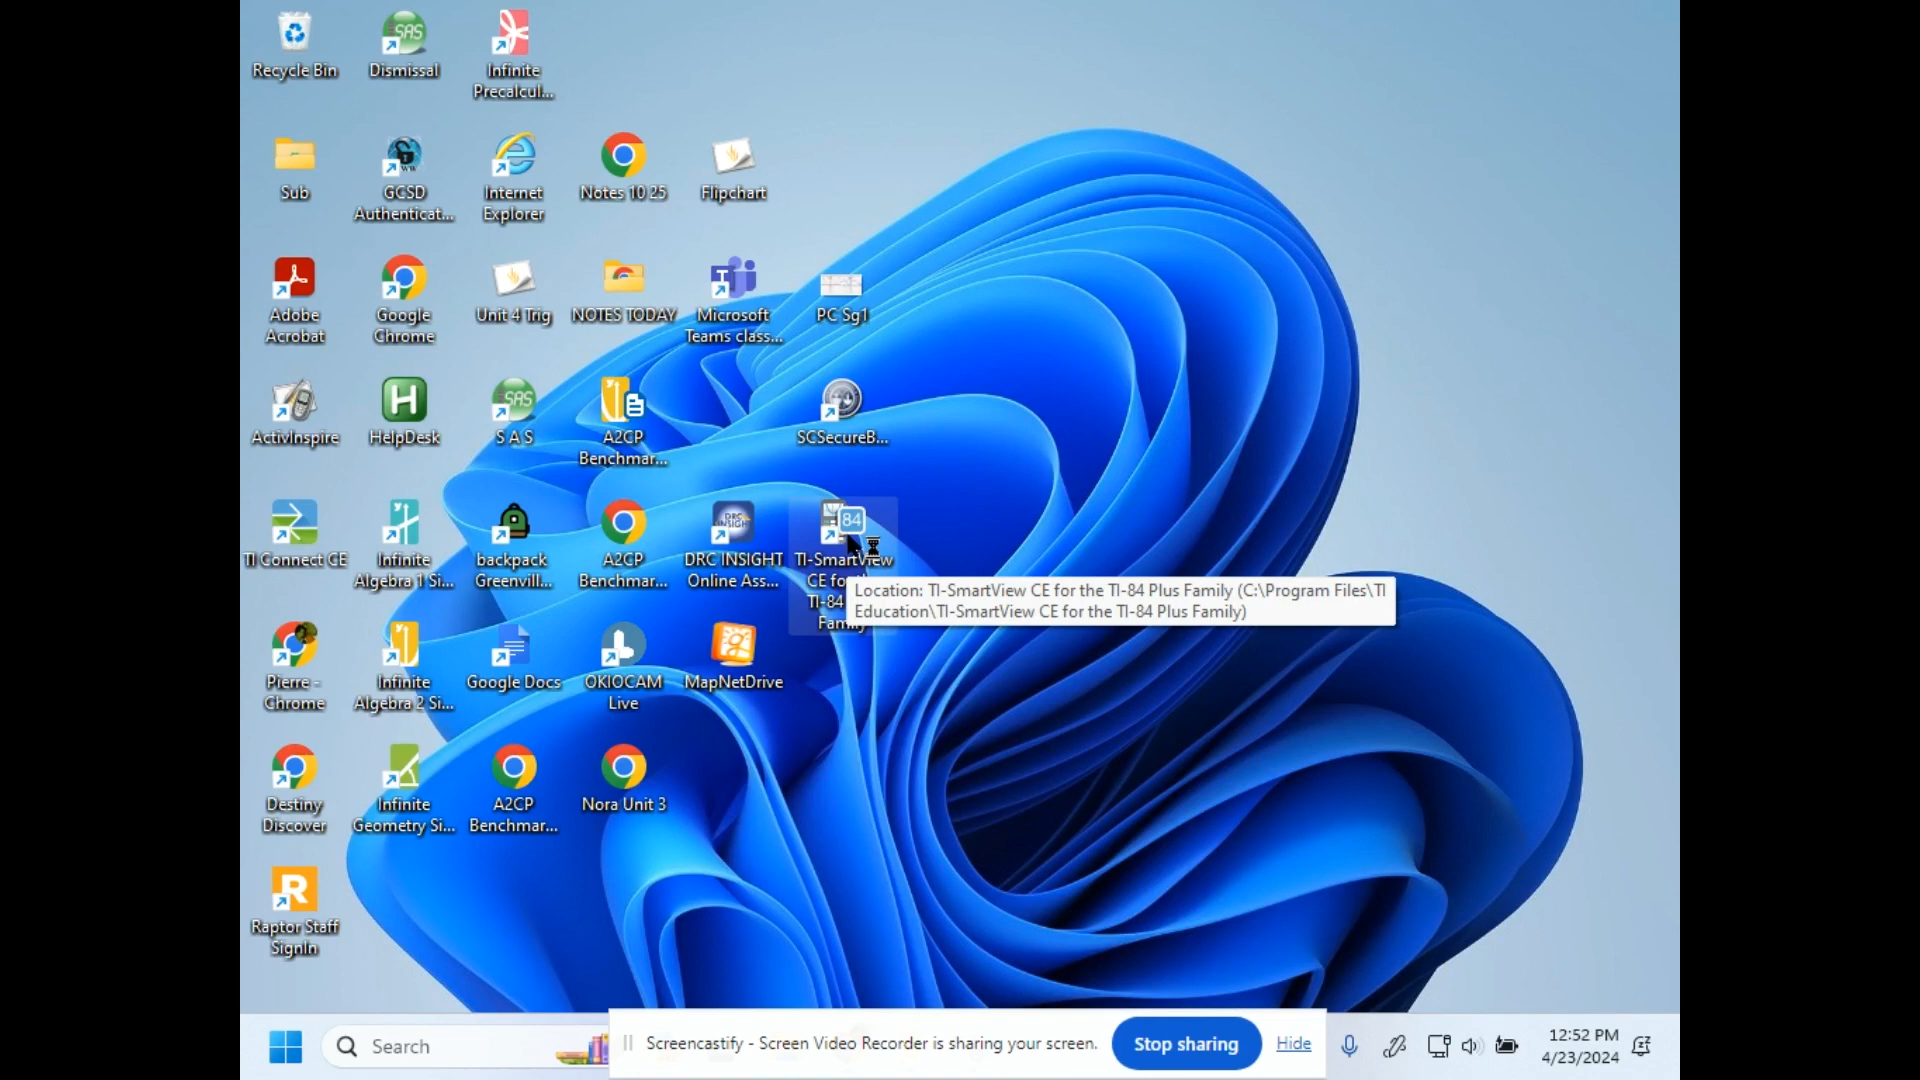 Recycle Bin
Dismissal
Infinite
Precalcul...
Sub
GCSD
Authenticat...
Internet
Explorer
Notes 10 25
Flipchart
Adobe
Acrobat
Google
Chrome
Unit 4 Trig
NOTES TODAY
Microsoft
Teams class...
PC Sg1
ActivInspire
HelpDesk
S A S
A2CP
Benchmar...
SCSecureB...
TI Connect CE
Infinite
Algebra 1 Si...
backpack
Greenvill...
A2CP
Benchmar...
DRC INSIGHT
Online Ass...
84
TI-SmartView
CE for
TI-84
Family
Location: TI-SmartView CE for the TI-84 Plus Family (C:\Program Files\TI
Education\TI-SmartView CE for the TI-84 Plus Family)
Pierre -
Chrome
Infinite
Algebra 2 Si...
Google Docs
OKIOCAM
Live
MapNetDrive
Destiny
Discover
Infinite
Geometry Si...
A2CP
Benchmar...
Nora Unit 3
Raptor Staff
SignIn
Search
Screencastify - Screen Video Recorder is sharing your screen.
Stop sharing
Hide
12:52 PM
4/23/2024